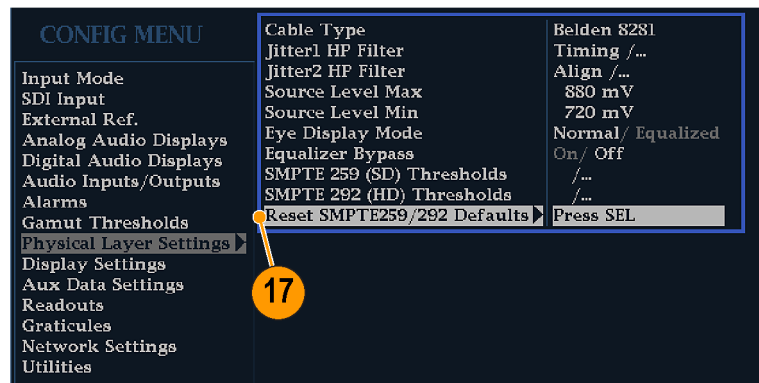 CONFIG MENU
Input Mode
SDI Input
External Ref.
Analog Audio Displays
Digital Audio Displays
Audio Inputs/Outputs
Alarms
Gamut Thresholds
Physical Layer Settings
Display Settings
Aux Data Settings
Readouts
Graticules
Network Settings
Utilities
Cable Type Belden 8281
Jitter1 HP Filter Timing /...
Jitter2 HP Filter Align /...
Source Level Max 880 mV
Source Level Min 720 mV
Eye Display Mode Normal/ Equalized
Equalizer Bypass On/ Off
SMPTE 259 (SD) Thresholds /...
SMPTE 292 (HD) Thresholds /...
Reset SMPTE259/292 Defaults Press SEL
17